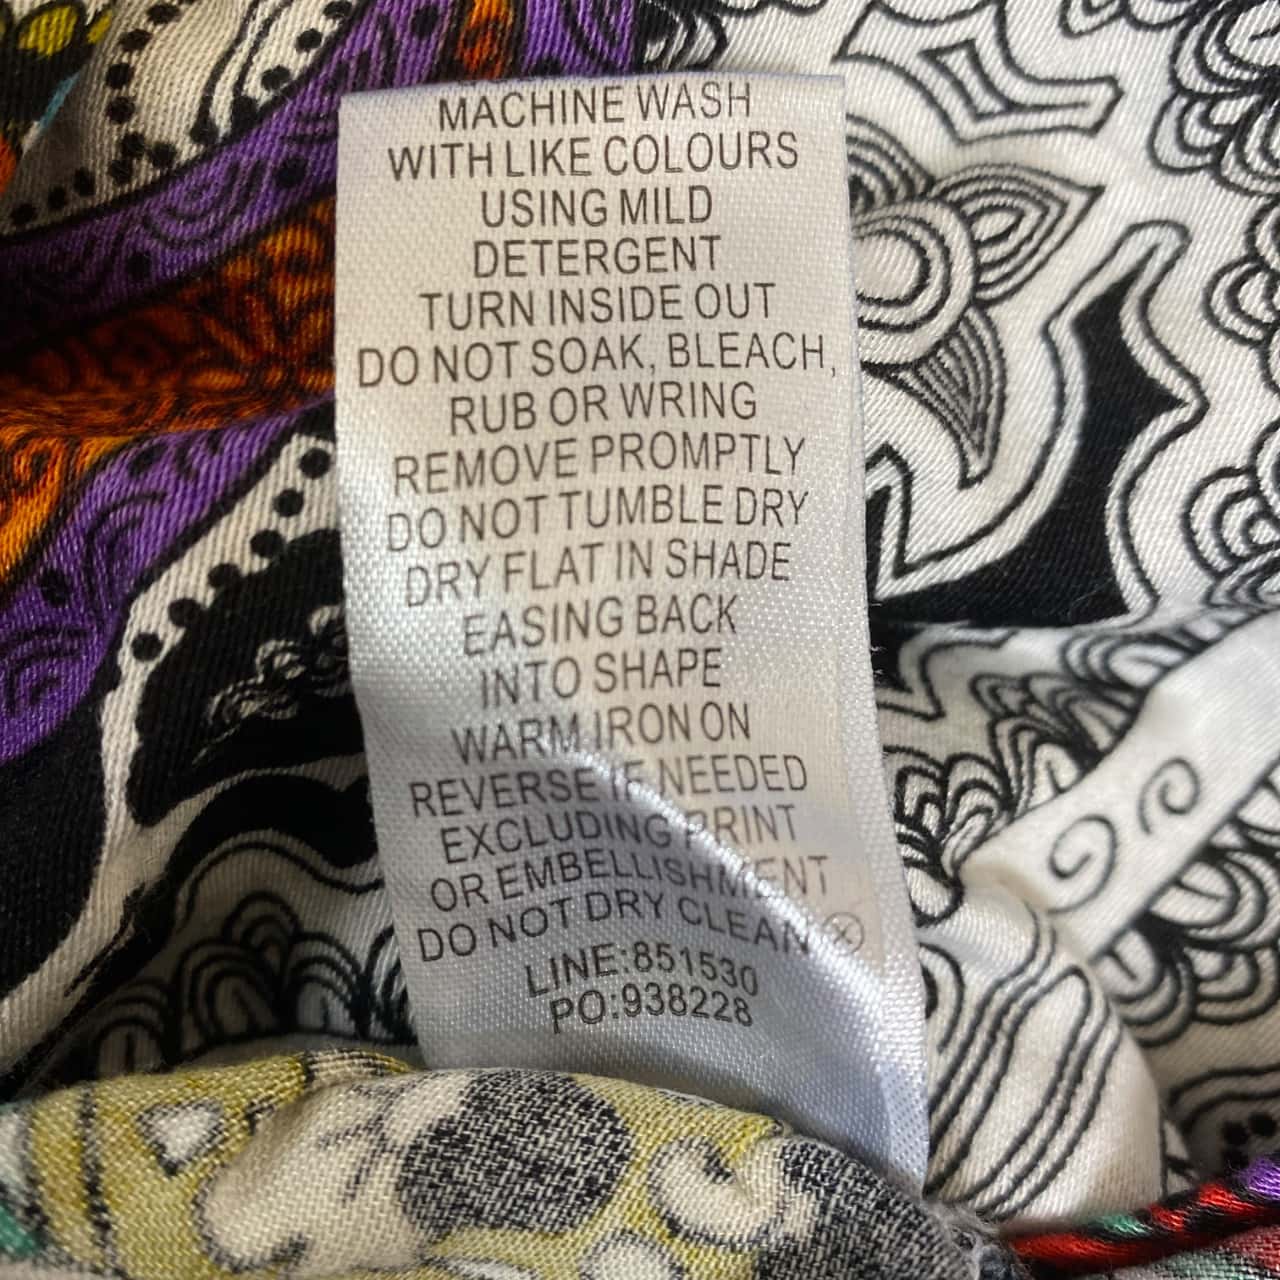 MACHINE WASH
WITH LIKE COLOURS
USING MILD
DETERGENT
TURN INSIDE OUT
DO NOT SOAK, BLEACH,
RUB OR WRING
REMOVE PROMPTLY
DO NOT TUMBLE DRY
DRY FLAT IN SHADE
EASING BACK
INTO SHAPE
WARM IRON ON
REVERSE IF NEEDED
EXCLUDING PRINT
OR EMBELLISHMENT
DO NOT DRY CLEAN
LINE:851530
PO:938228